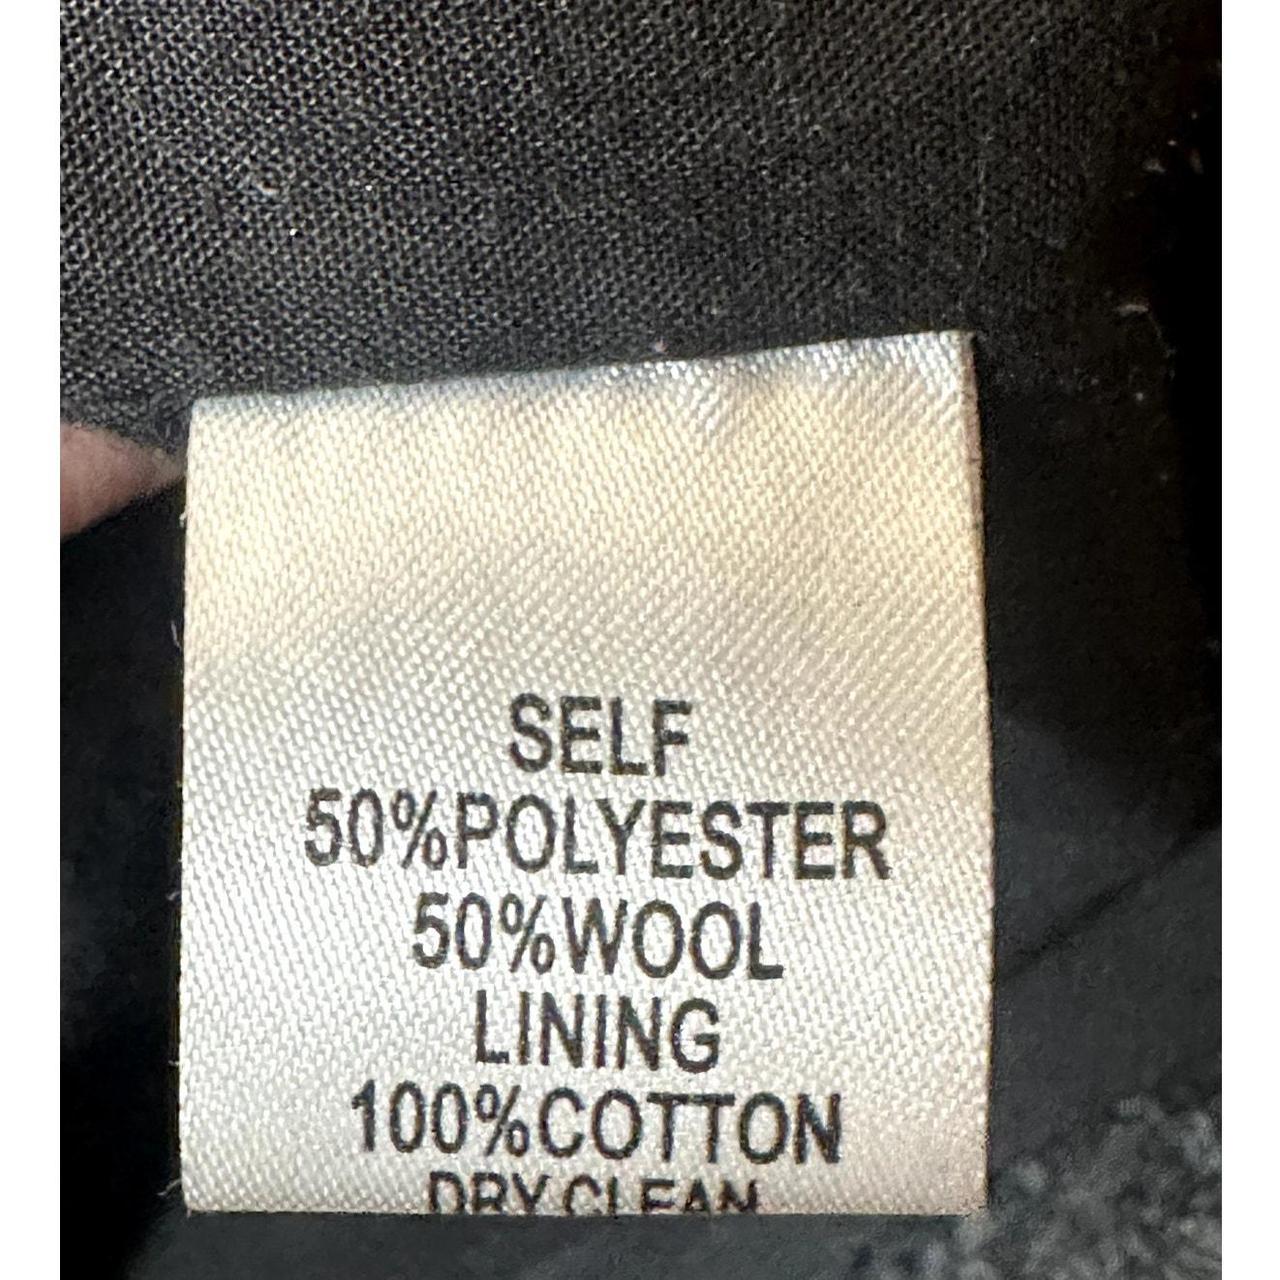 SELF
50%POLYESTER
50%WOOL
LINING
100%COTTON
DRY CLEAN